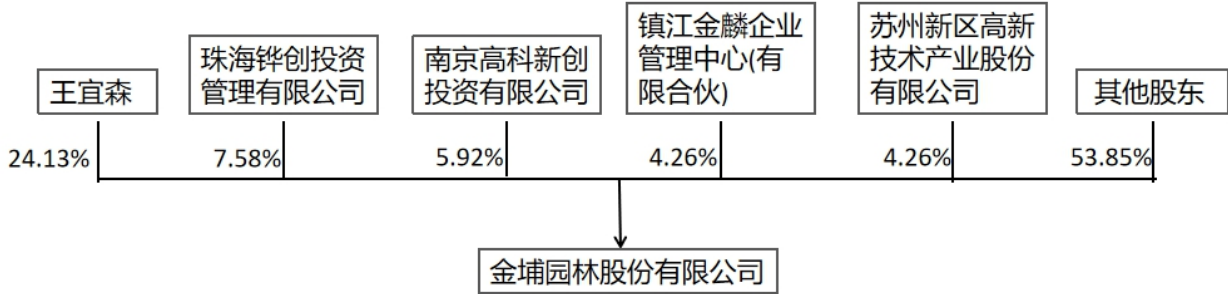 王宜森
珠海铧创投资
管理有限公司
南京高科新创
投资有限公司
镇江金麟企业
管理中心(有
限合伙)
苏州新区高新
技术产业股份
有限公司
其他股东
24.13%
7.58%
5.92%
4.26%
4.26%
53.85%
金埔园林股份有限公司